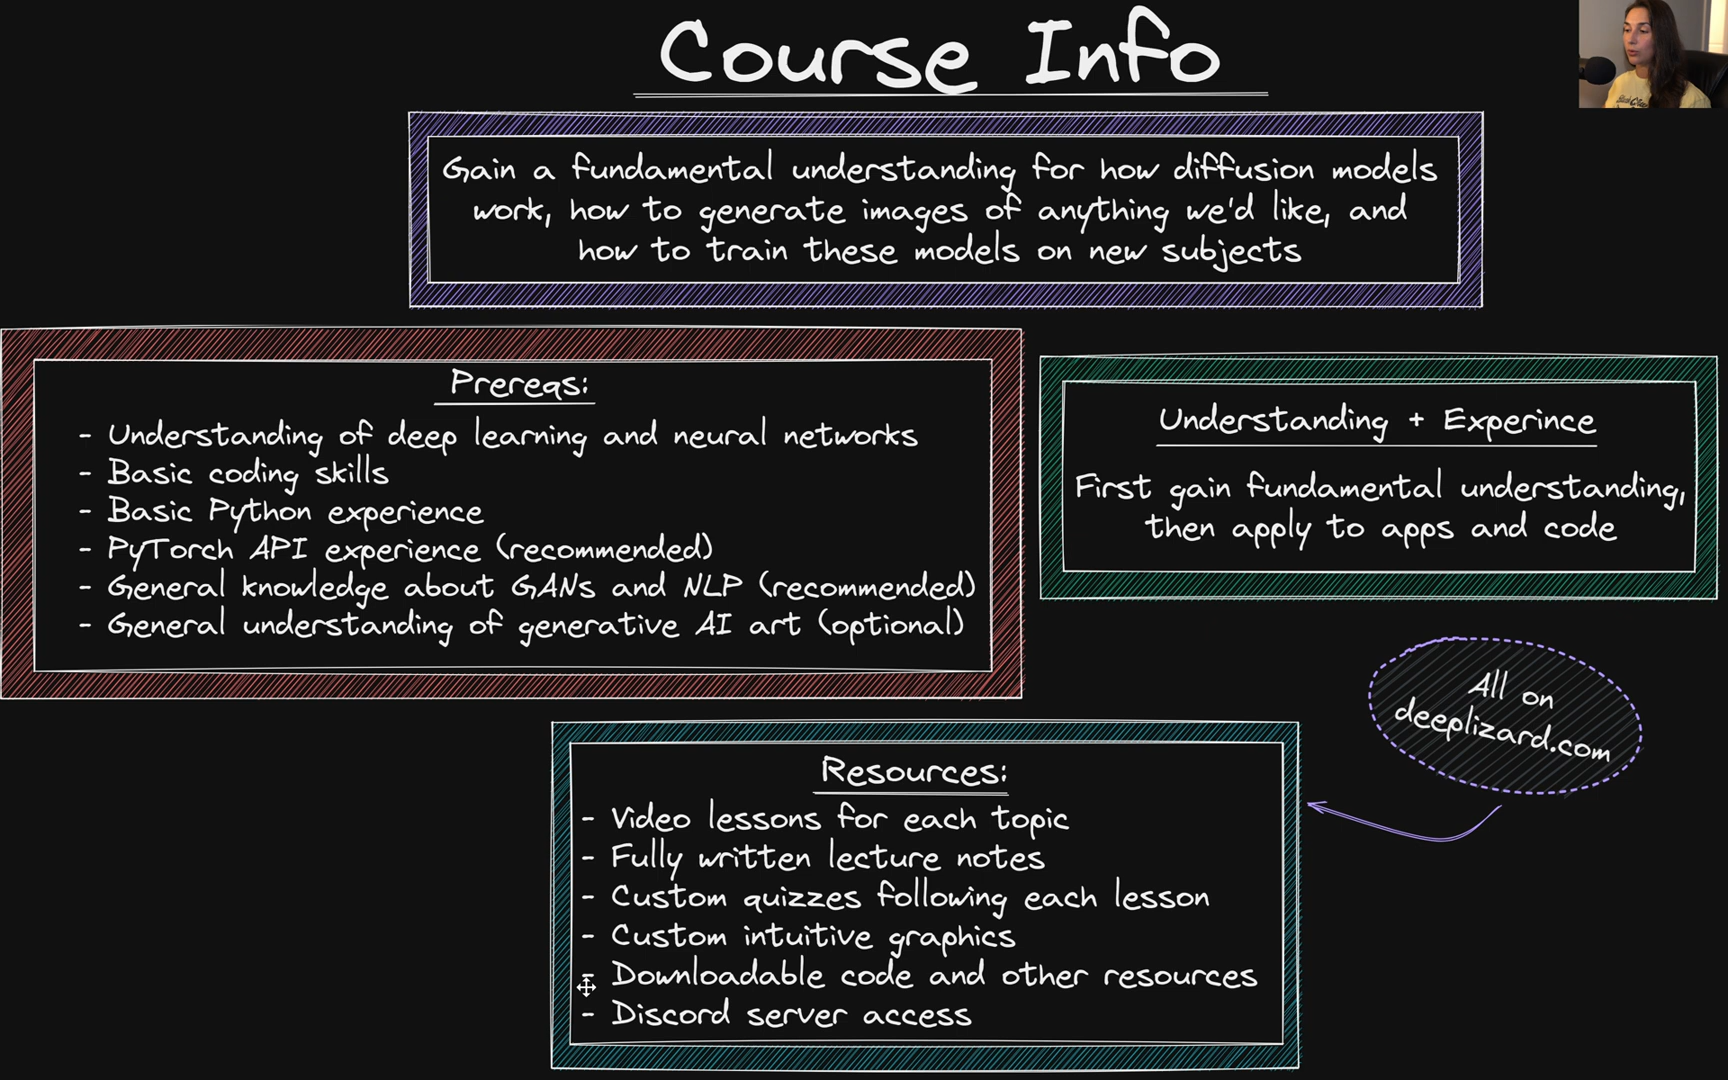 Course Info
Gain a fundamental understanding for how diffusion models
work, how to generate images of anything we'd like, and
how to train these models on new subjects
Prereqs:
- Understanding of deep learning and neural networks
- Basic coding skills
- Basic Python experience
- PyTorch API experience (recommended)
- General knowledge about GANs and NLP (recommended)
- General understanding of generative AI art (optional)
Understanding + Experince
First gain fundamental understanding,
then apply to apps and code
All on
deeplizard.com
Resources:
- Video lessons for each topic
- Fully written lecture notes
- Custom quizzes following each lesson
- Custom intuitive graphics
- Downloadable code and other resources
- Discord server access